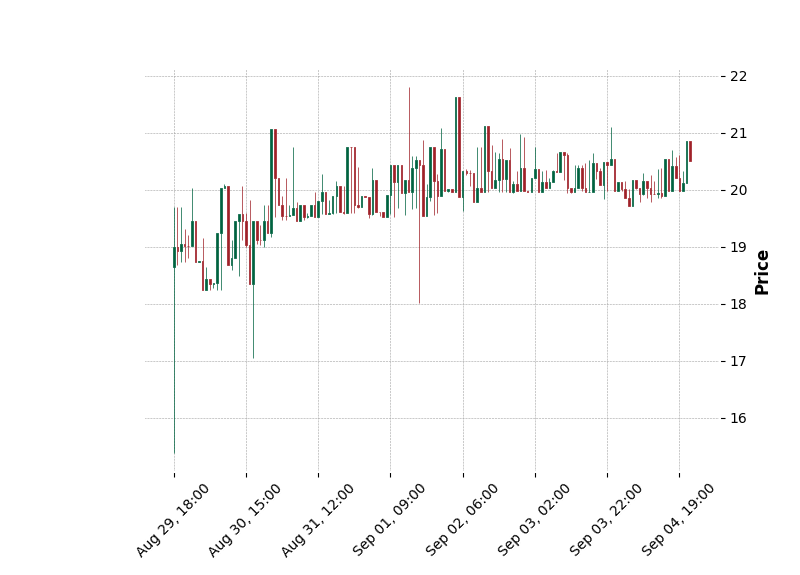 22
21
20
19
18
17
16
Price
Aug 29, 18:00
Aug 30, 15:00
Aug 31, 12:00
Sep 01, 09:00
Sep 02, 06:00
Sep 03, 02:00
Sep 03, 22:00
Sep 04, 19:00